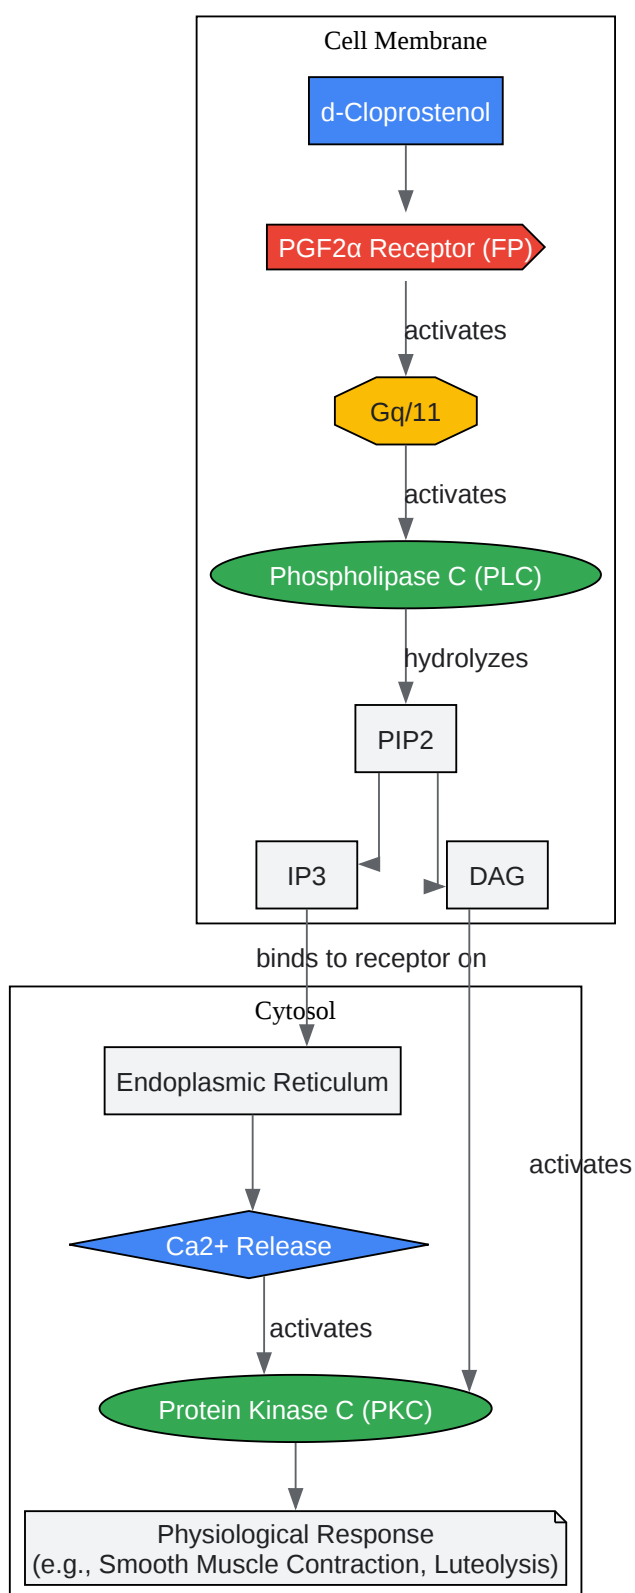 Cell Membrane
d-Cloprostenol
PGF2α Receptor (FP)
activates
Gq/11
activates
Phospholipase C (PLC)
hydrolyzes
PIP2
IP3
DAG
binds to receptor on
Cytosol
Endoplasmic Reticulum
activates
Ca2+ Release
activates
Protein Kinase C (PKC)
Physiological Response
(e.g., Smooth Muscle Contraction, Luteolysis)